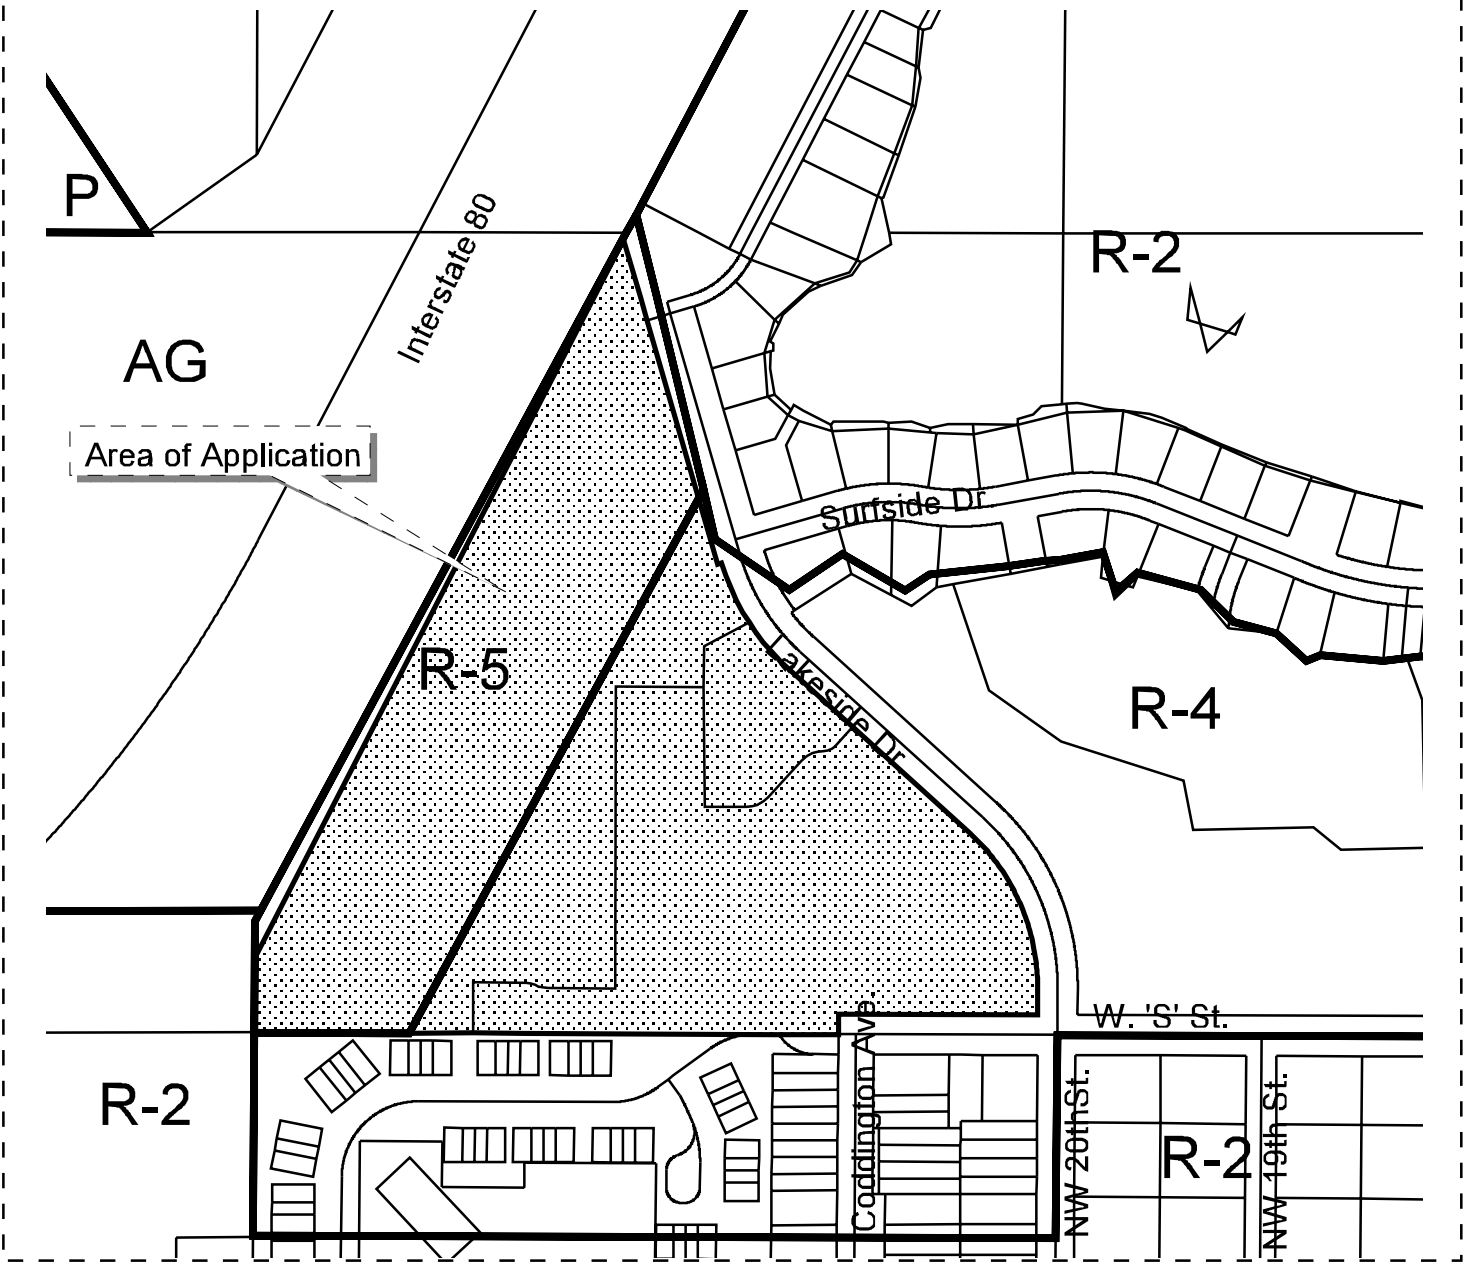 P
Interstate 80
R-2
AG
Area of Application
Surfside Dr
R-5
Lakeside Dr
R-4
W. 'S' St.
Coddington Ave.
R-2
NW 20th St.
R-2
NW 19th St.